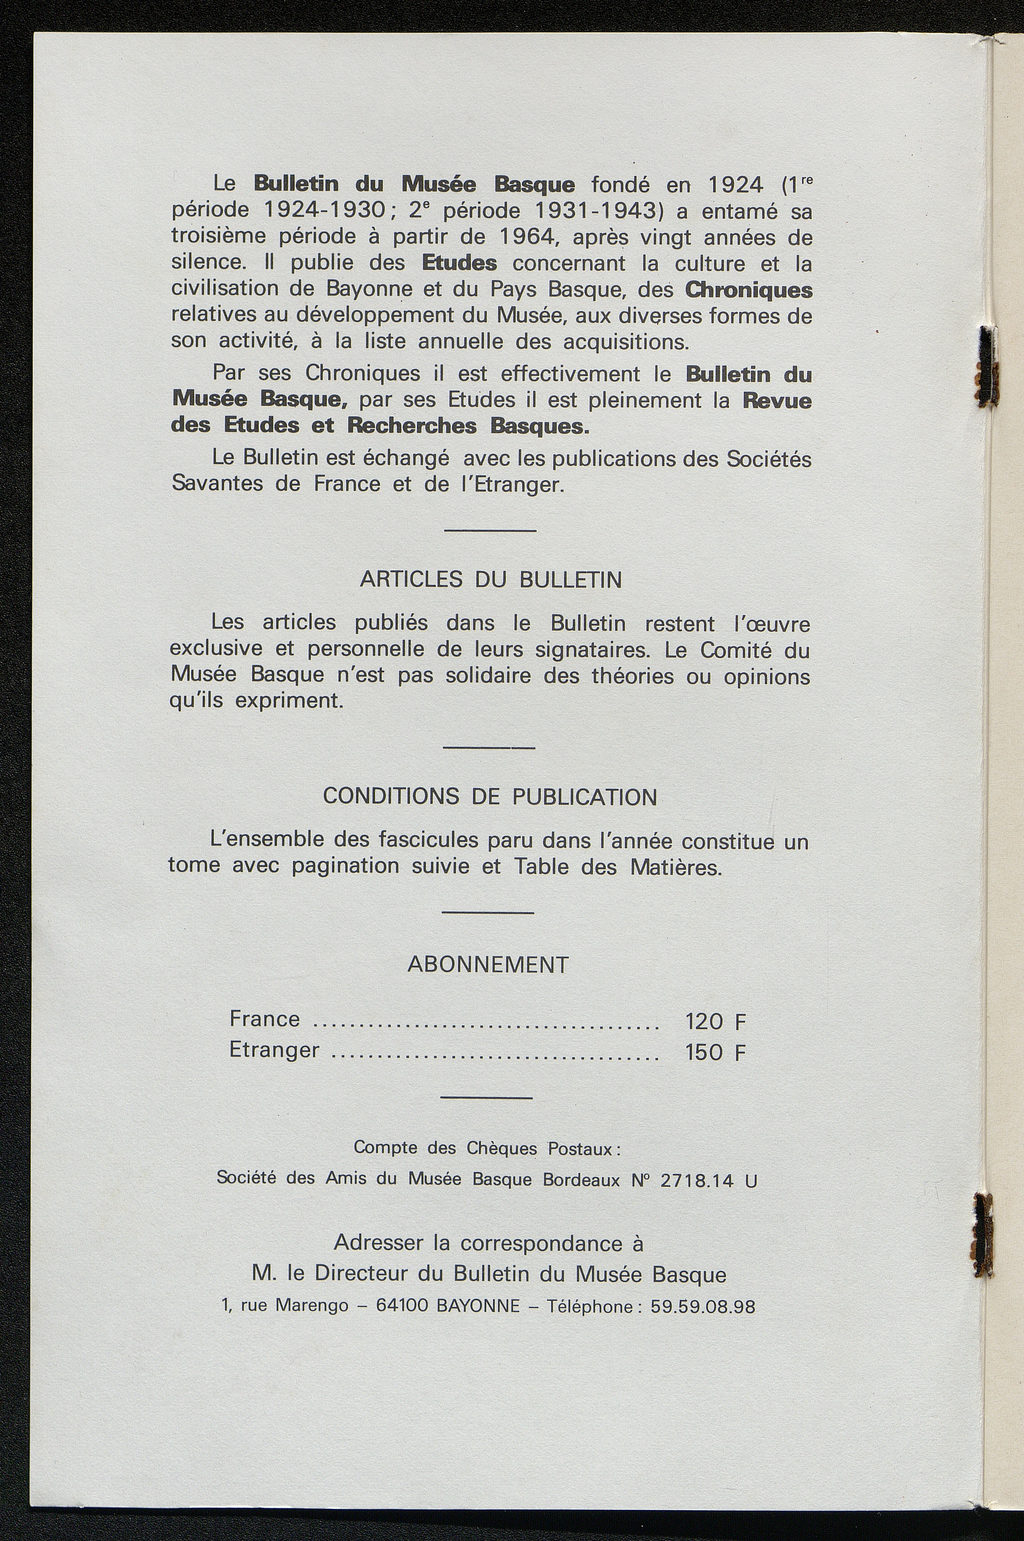 Le Bulletin du Musée Basque fondé en 1924 (1re
période 1924-1930; 2e période 1931-1943) a entamé sa
troisième période à partir de 1964, après vingt années de
silence. Il publie des Etudes concernant la culture et la
civilisation de Bayonne et du Pays Basque, des Chroniques
relatives au développement du Musée, aux diverses formes de
son activité, à la liste annuelle des acquisitions.
Par ses Chroniques il est effectivement le Bulletin du
Musée Basque, par ses Etudes il est pleinement la Revue
des Etudes et Recherches Basques.
Le Bulletin est échangé avec les publications des Sociétés
Savantes de France et de l'Etranger.
ARTICLES DU BULLETIN
Les articles publiés dans le Bulletin restent l'œuvre
exclusive et personnelle de leurs signataires. Le Comité du
Musée Basque n'est pas solidaire des théories ou opinions
qu'ils expriment.
CONDITIONS DE PUBLICATION
L'ensemble des fascicules paru dans l'année constitue un
tome avec pagination suivie et Table des Matières.
ABONNEMENT
France ...................................... 120 F
Etranger .................................... 150 F
Compte des Chèques Postaux :
Société des Amis du Musée Basque Bordeaux N° 2718.14 U
Adresser la correspondance à
M. le Directeur du Bulletin du Musée Basque
1, rue Marengo – 64100 BAYONNE – Téléphone : 59.59.08.98